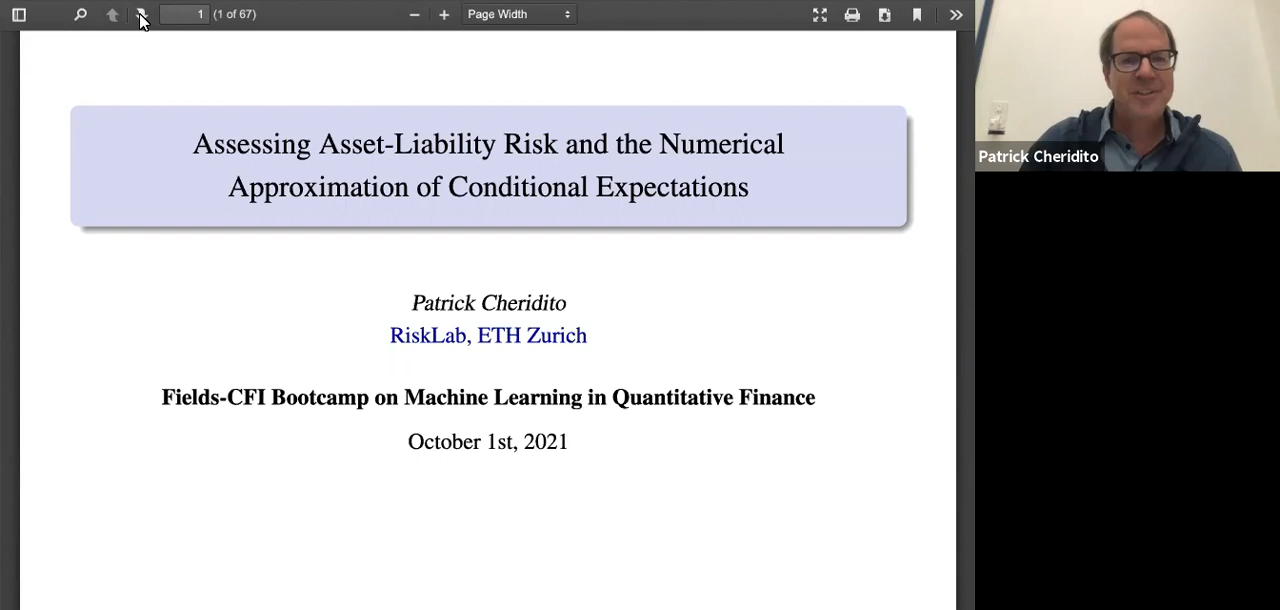 1 (1 of 67)
Page Width
Assessing Asset-Liability Risk and the Numerical
Approximation of Conditional Expectations
Patrick Cheridito
RiskLab, ETH Zurich
Fields-CFI Bootcamp on Machine Learning in Quantitative Finance
October 1st, 2021
Patrick Cheridito